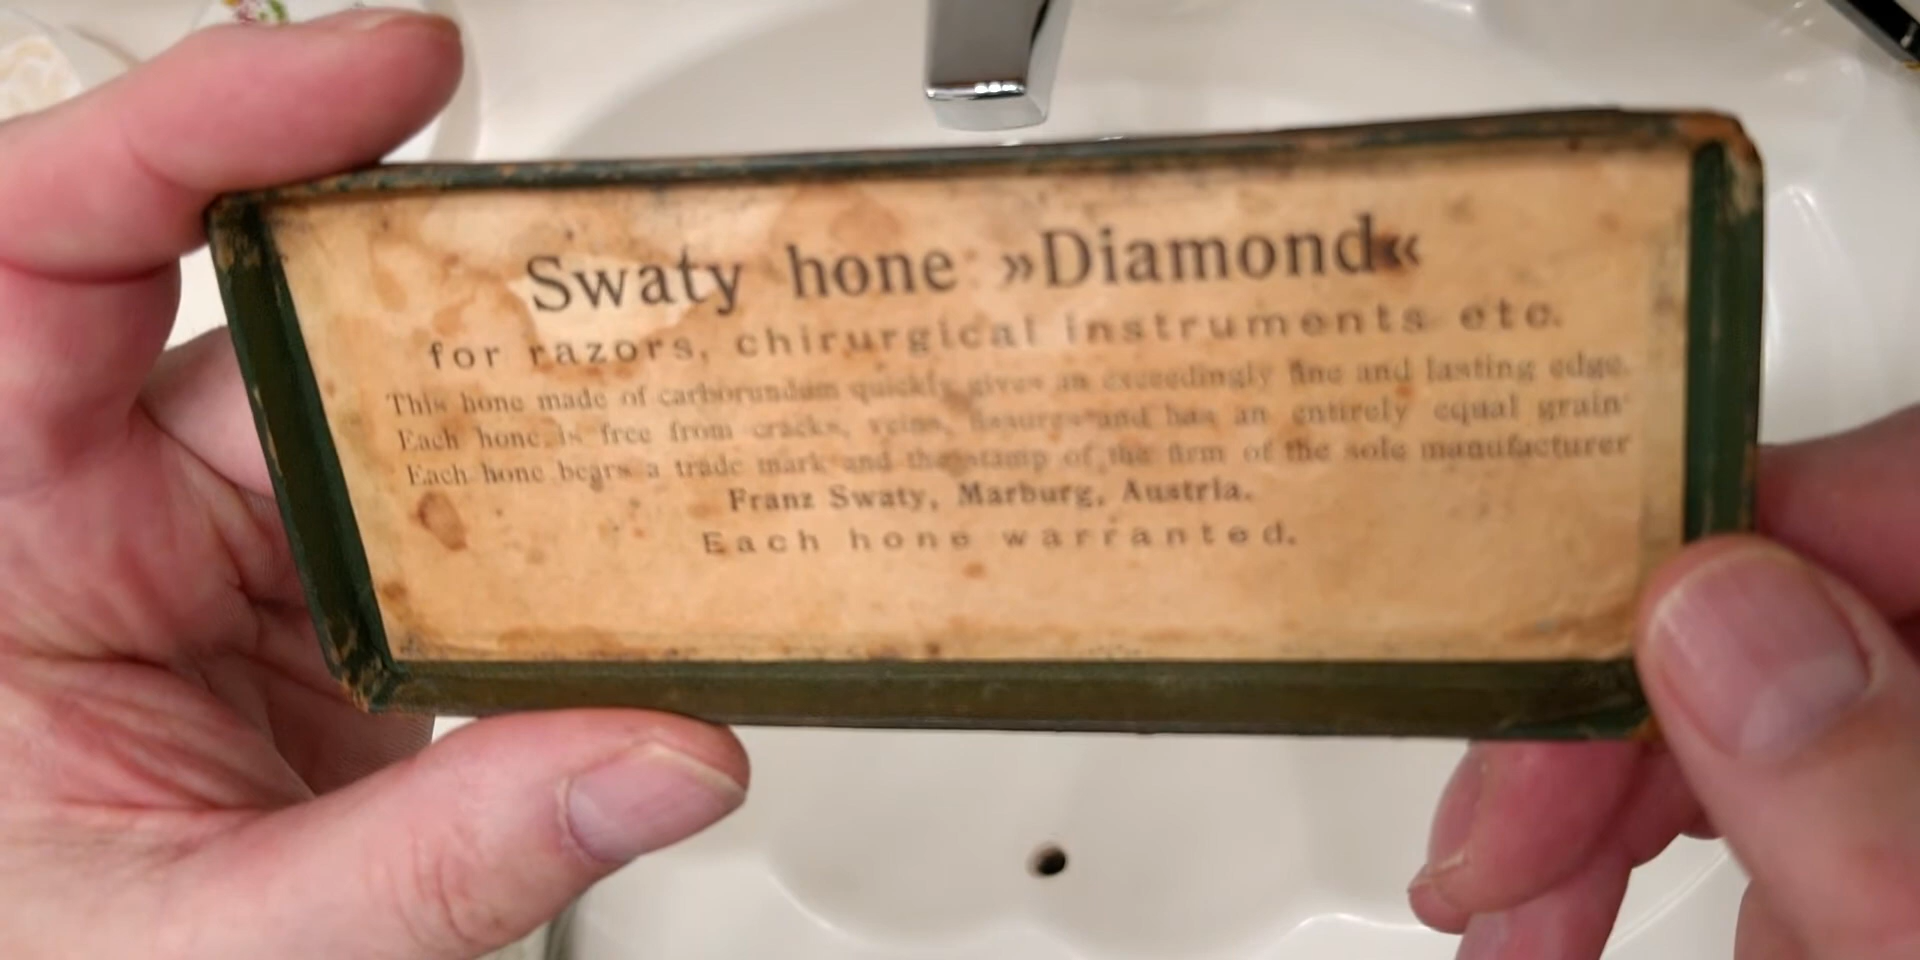 Swaty hone »Diamond«
for razors, chirurgical instruments etc.
This hone made of carborundum quickly gives an exceedingly fine and lasting edge.
Each hone is free from cracks, veins, fissures and has an entirely equal grain
Each hone bears a trade mark and the stamp of the firm of the sole manufacturer
Franz Swaty, Marburg, Austria.
Each hone warranted.